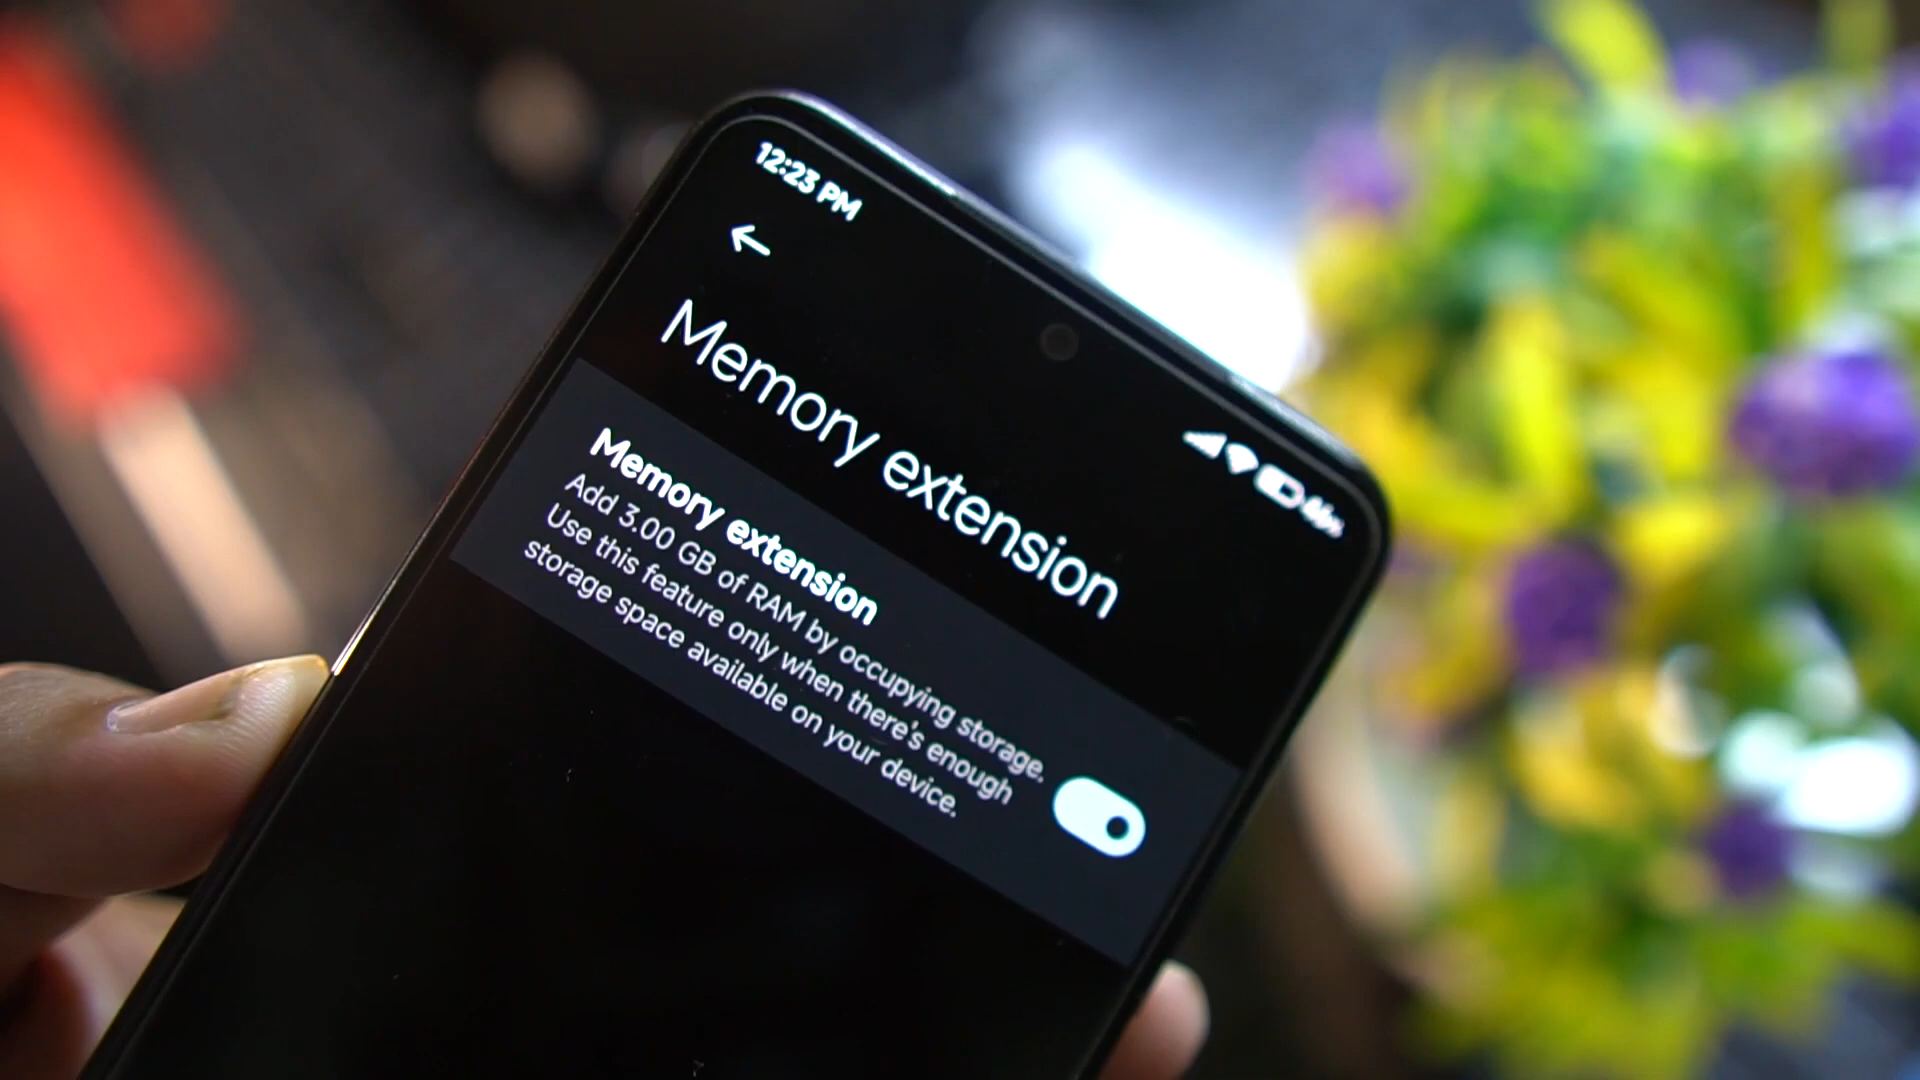 12:23 PM
Memory extension
Memory extension
Add 3.00 GB of RAM by occupying storage.
Use this feature only when there's enough
storage space available on your device.